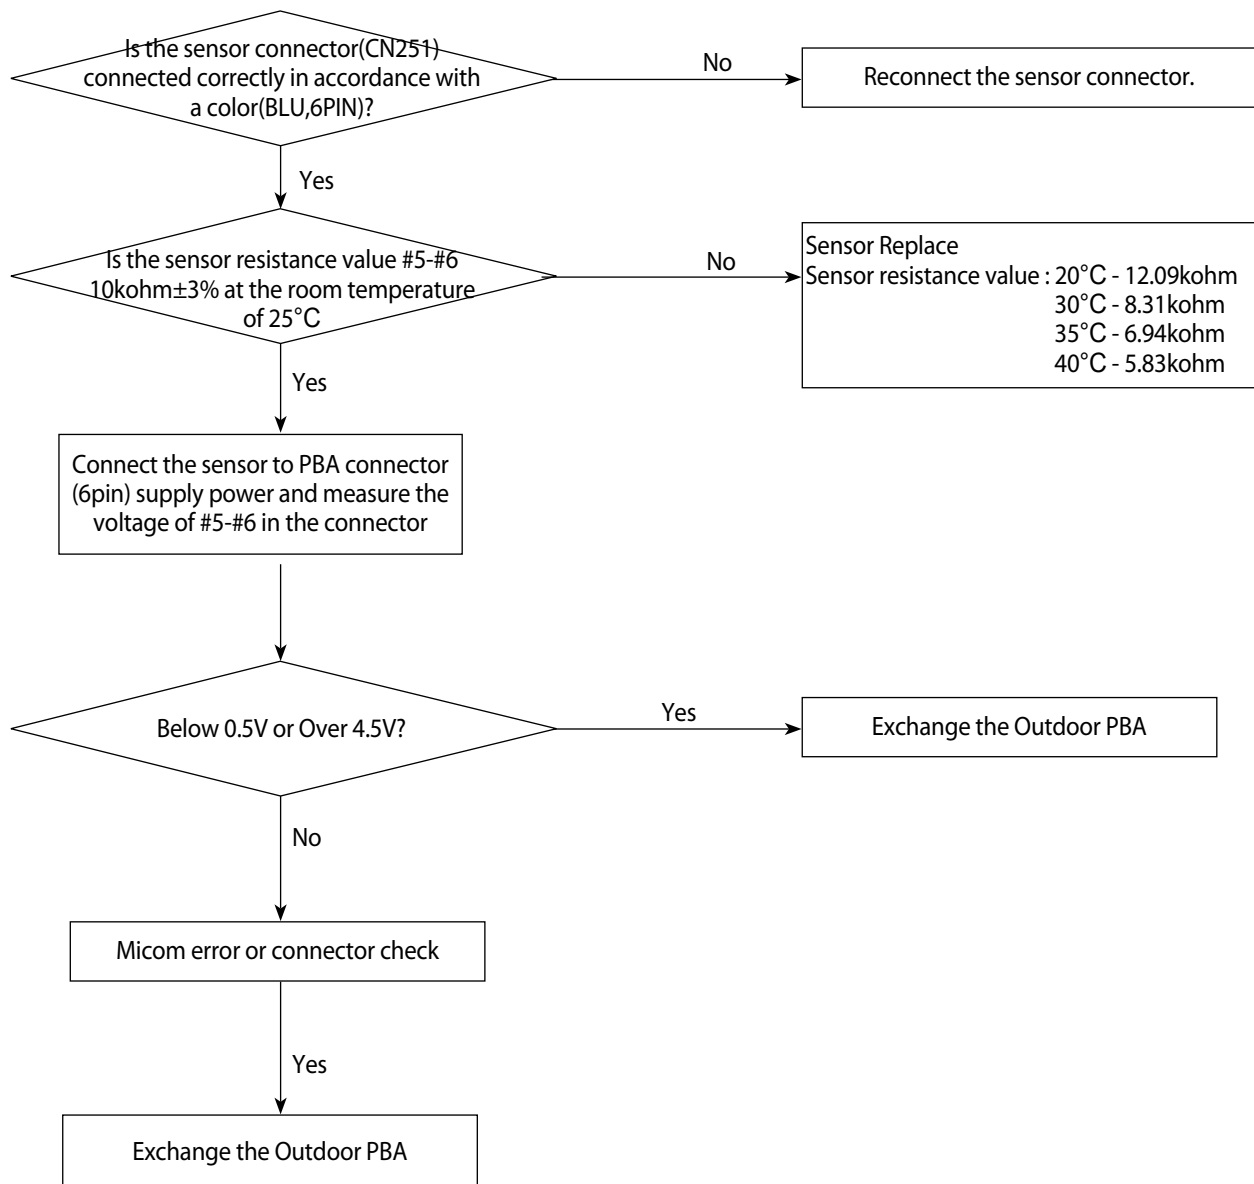 Is the sensor connector(CN251)
connected correctly in accordance with
a color(BLU,6PIN)?
No
Reconnect the sensor connector.
Yes
Is the sensor resistance value #5-#6
10kohm±3% at the room temperature
of 25°C
No
Sensor Replace
Sensor resistance value : 20°C - 12.09kohm
30°C - 8.31kohm
35°C - 6.94kohm
40°C - 5.83kohm
Yes
Connect the sensor to PBA connector
(6pin) supply power and measure the
voltage of #5-#6 in the connector
Below 0.5V or Over 4.5V?
Yes
Exchange the Outdoor PBA
No
Micom error or connector check
Yes
Exchange the Outdoor PBA